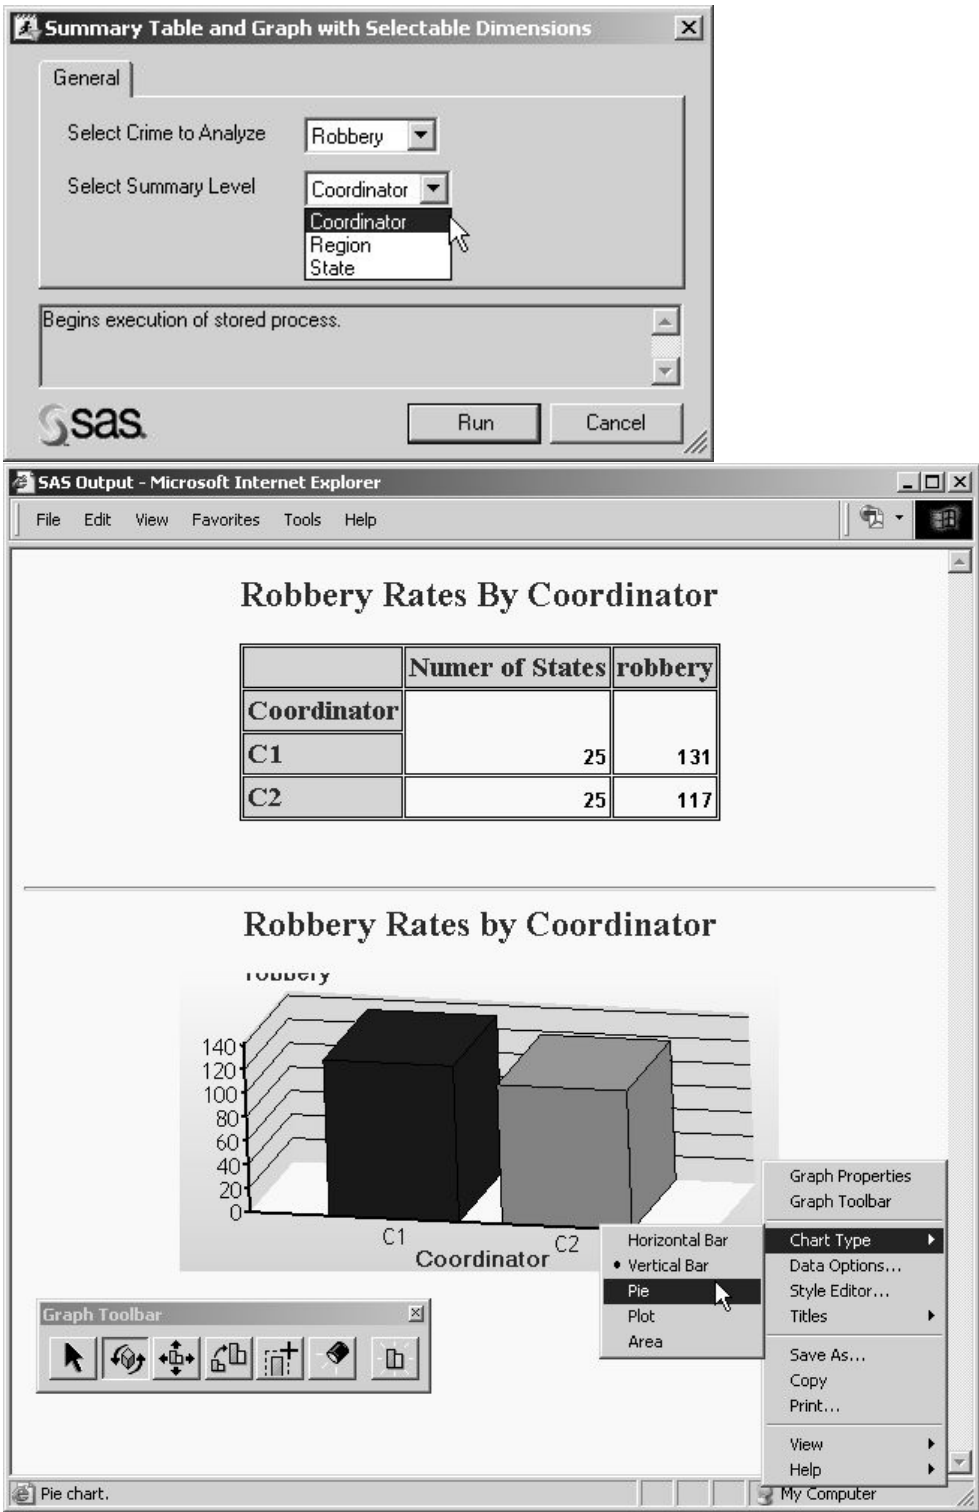 Summary Table and Graph with Selectable Dimensions
General
Select Crime to Analyze
Robbery
Select Summary Level
Coordinator
Coordinator
Region
State
Begins execution of stored process.
sas.
Run
Cancel
SAS Output - Microsoft Internet Explorer
File Edit View Favorites Tools Help
Robbery Rates By Coordinator
Numer of States robbery
Coordinator
C1 25 131
C2 25 117
Robbery Rates by Coordinator
robbery
140
120
100
80
60
40
20
0
C1
C2
Coordinator
Graph Properties
Graph Toolbar
Chart Type
Data Options...
Style Editor...
Titles
Save As...
Copy
Print...
View
Help
Horizontal Bar
Vertical Bar
Pie
Plot
Area
Graph Toolbar
Pie chart.
My Computer